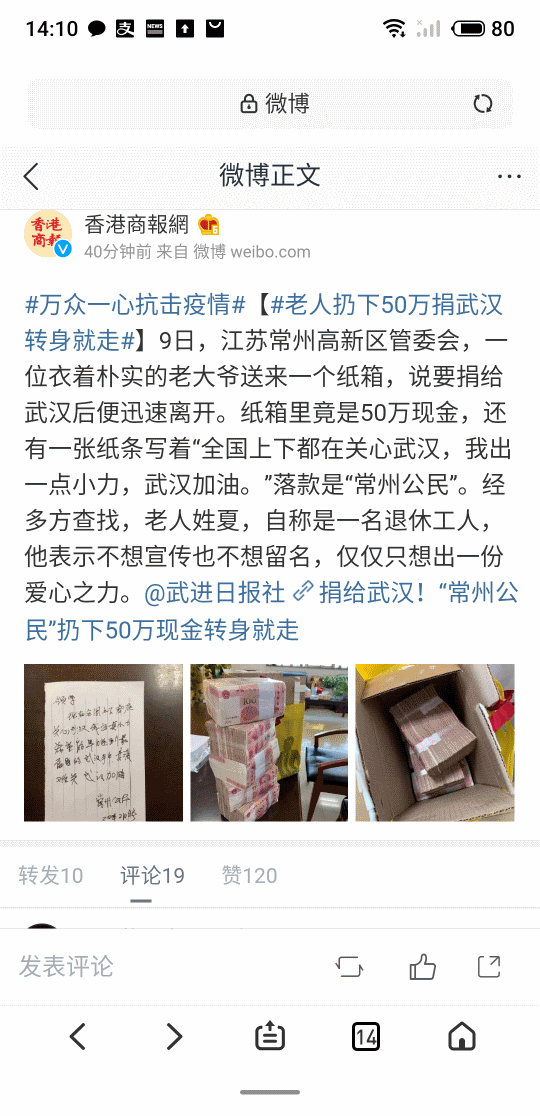 14:10
支
NEWS
80
微博
微博正文
香港商报
香港商報網
6
40分钟前 来自 微博 weibo.com
#万众一心抗击疫情#【#老人扔下50万捐武汉
转身就走#】9日，江苏常州高新区管委会，一
位衣着朴实的老大爷送来一个纸箱，说要捐给
武汉后便迅速离开。纸箱里竟是50万现金，还
有一张纸条写着“全国上下都在关心武汉，我出
一点小力，武汉加油。”落款是“常州公民”。经
多方查找，老人姓夏，自称是一名退休工人，
他表示不想宣传也不想留名，仅仅只想出一份
爱心之力。@武进日报社 捐给武汉！“常州公
民”扔下50万现金转身就走
100
转发10 评论19 赞120
发表评论
14